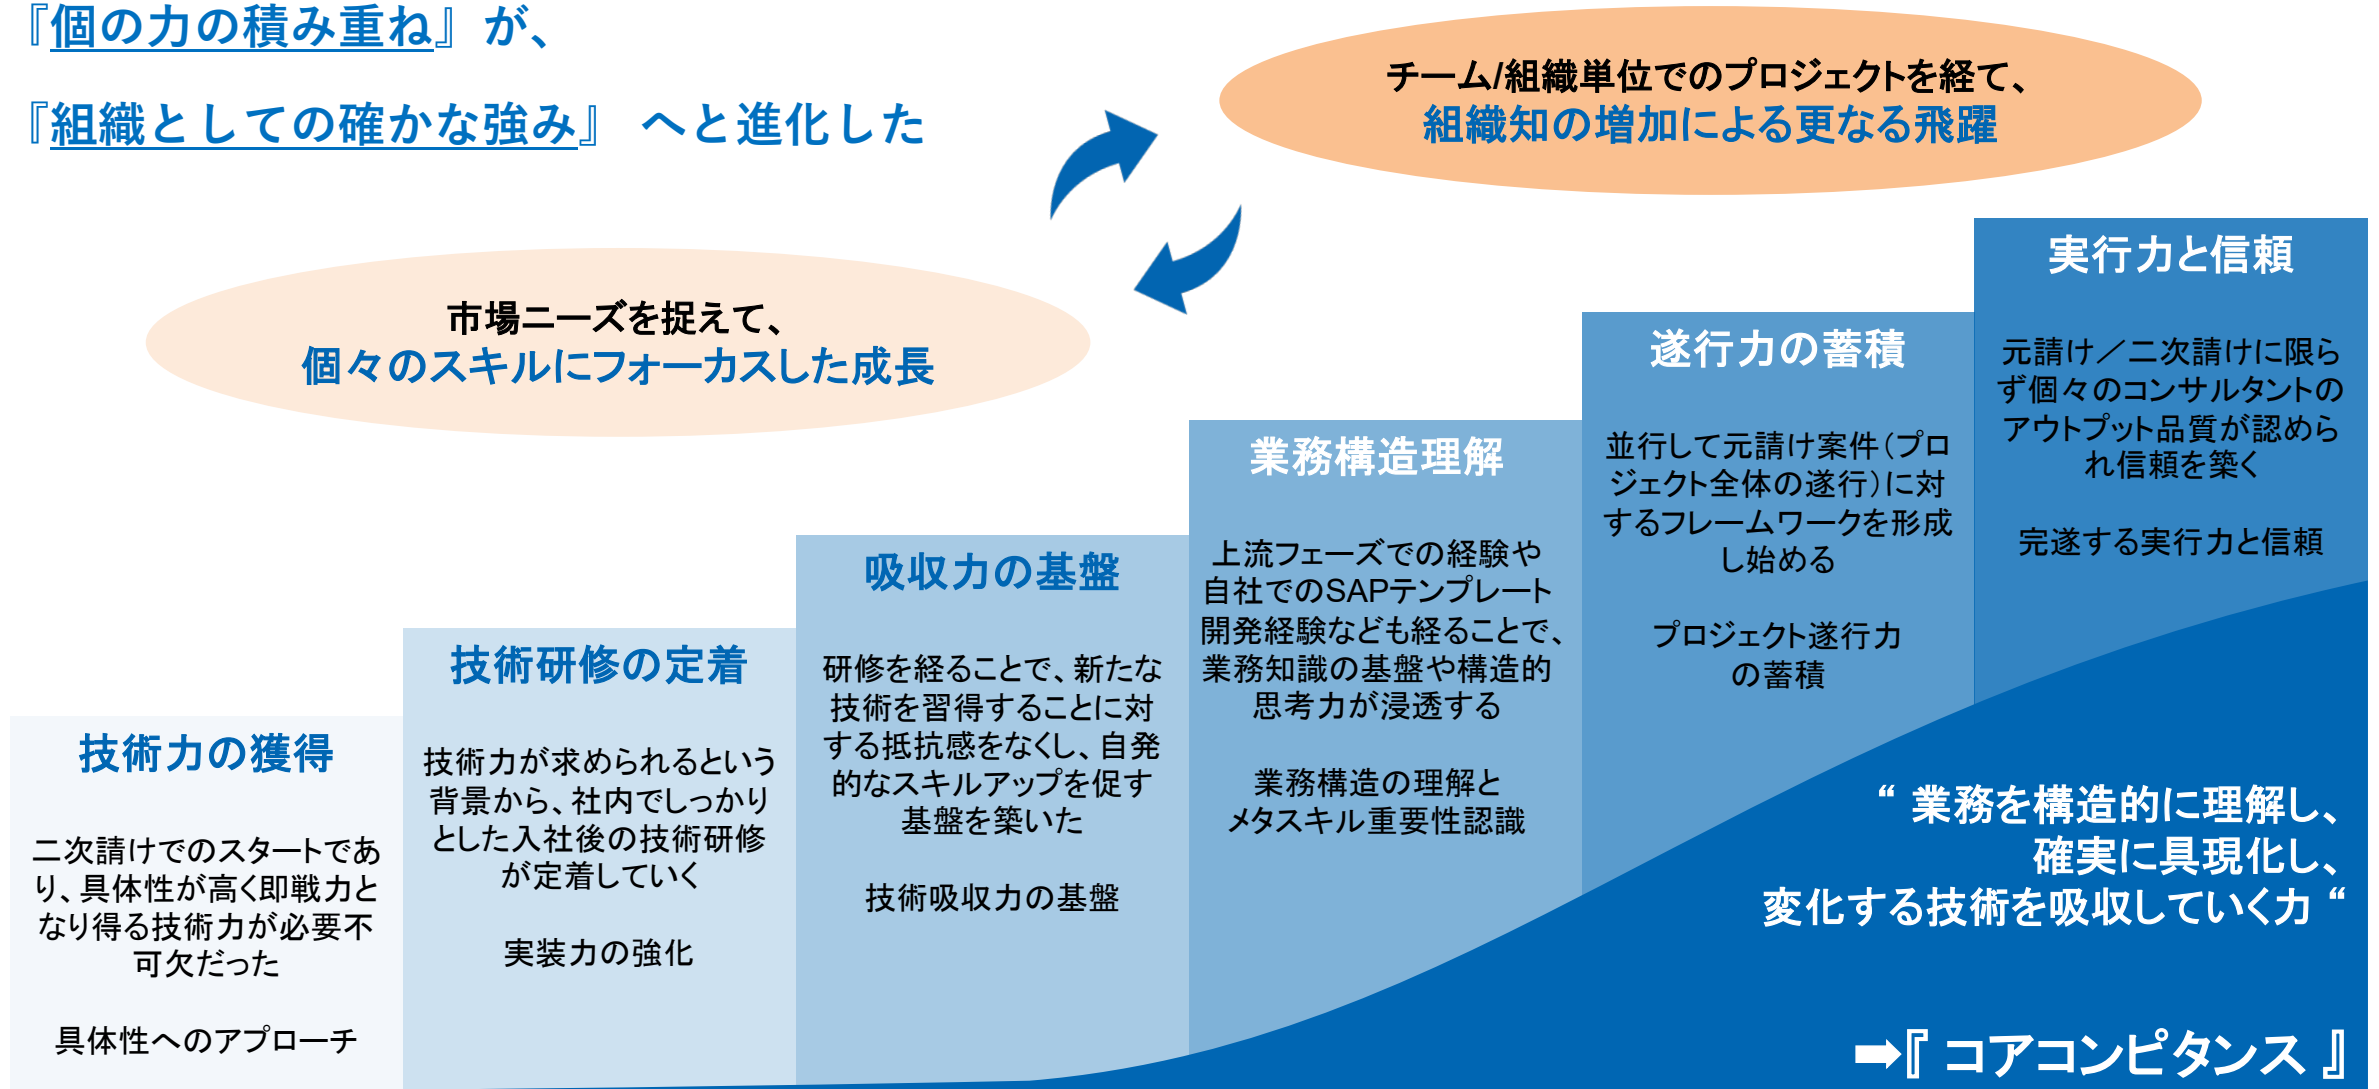 『個の力の積み重ね』が、
『組織としての確かな強み』 へと進化した
チーム/組織単位でのプロジェクトを経て、
組織知の増加による更なる飛躍
市場ニーズを捉えて、
個々のスキルにフォーカスした成長
技術力の獲得
二次請けでのスタートであ
り、具体性が高く即戦力と
なり得る技術力が必要不
可欠だった
具体性へのアプローチ
技術研修の定着
技術力が求められるという
背景から、社内でしっかり
とした入社後の技術研修
が定着していく
実装力の強化
吸収力の基盤
研修を経ることで、新たな
技術を習得することに対
する抵抗感をなくし、自発
的なスキルアップを促す
基盤を築いた
技術吸収力の基盤
業務構造理解
上流フェーズでの経験や
自社でのSAPテンプレート
開発経験なども経ることで、
業務知識の基盤や構造的
思考力が浸透する
業務構造の理解と
メタスキル重要性認識
遂行力の蓄積
並行して元請け案件（プロ
ジェクト全体の遂行）に対
するフレームワークを形成
し始める
プロジェクト遂行力
の蓄積
実行力と信頼
元請け／二次請けに限ら
ず個々のコンサルタントの
アウトプット品質が認めら
れ信頼を築く
完遂する実行力と信頼
“ 業務を構造的に理解し、
確実に具現化し、
変化する技術を吸収していく力 “
➡『 コアコンピタンス 』